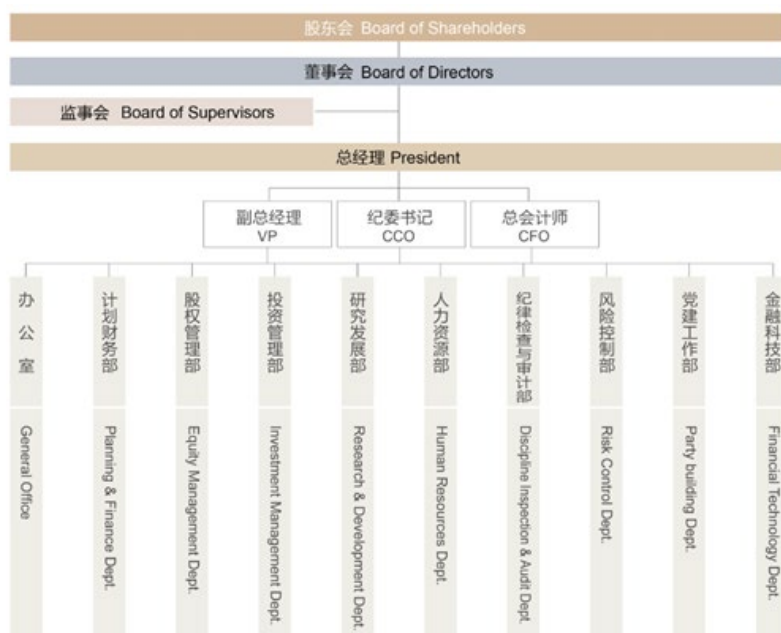 股东会 Board of Shareholders
董事会 Board of Directors
监事会 Board of Supervisors
总经理 President
副总经理
VP
纪委书记
CCO
总会计师
CFO
办公室
General Office
计划财务部
Planning & Finance Dept.
股权管理部
Equity Management Dept.
投资管理部
Investment Management Dept.
研究发展部
Research & Development Dept.
人力资源部
Human Resources Dept.
纪律检查与审计部
Discipline Inspection & Audit Dept.
风险控制部
Risk Control Dept.
党建工作部
Party building Dept.
金融科技部
Financial Technology Dept.